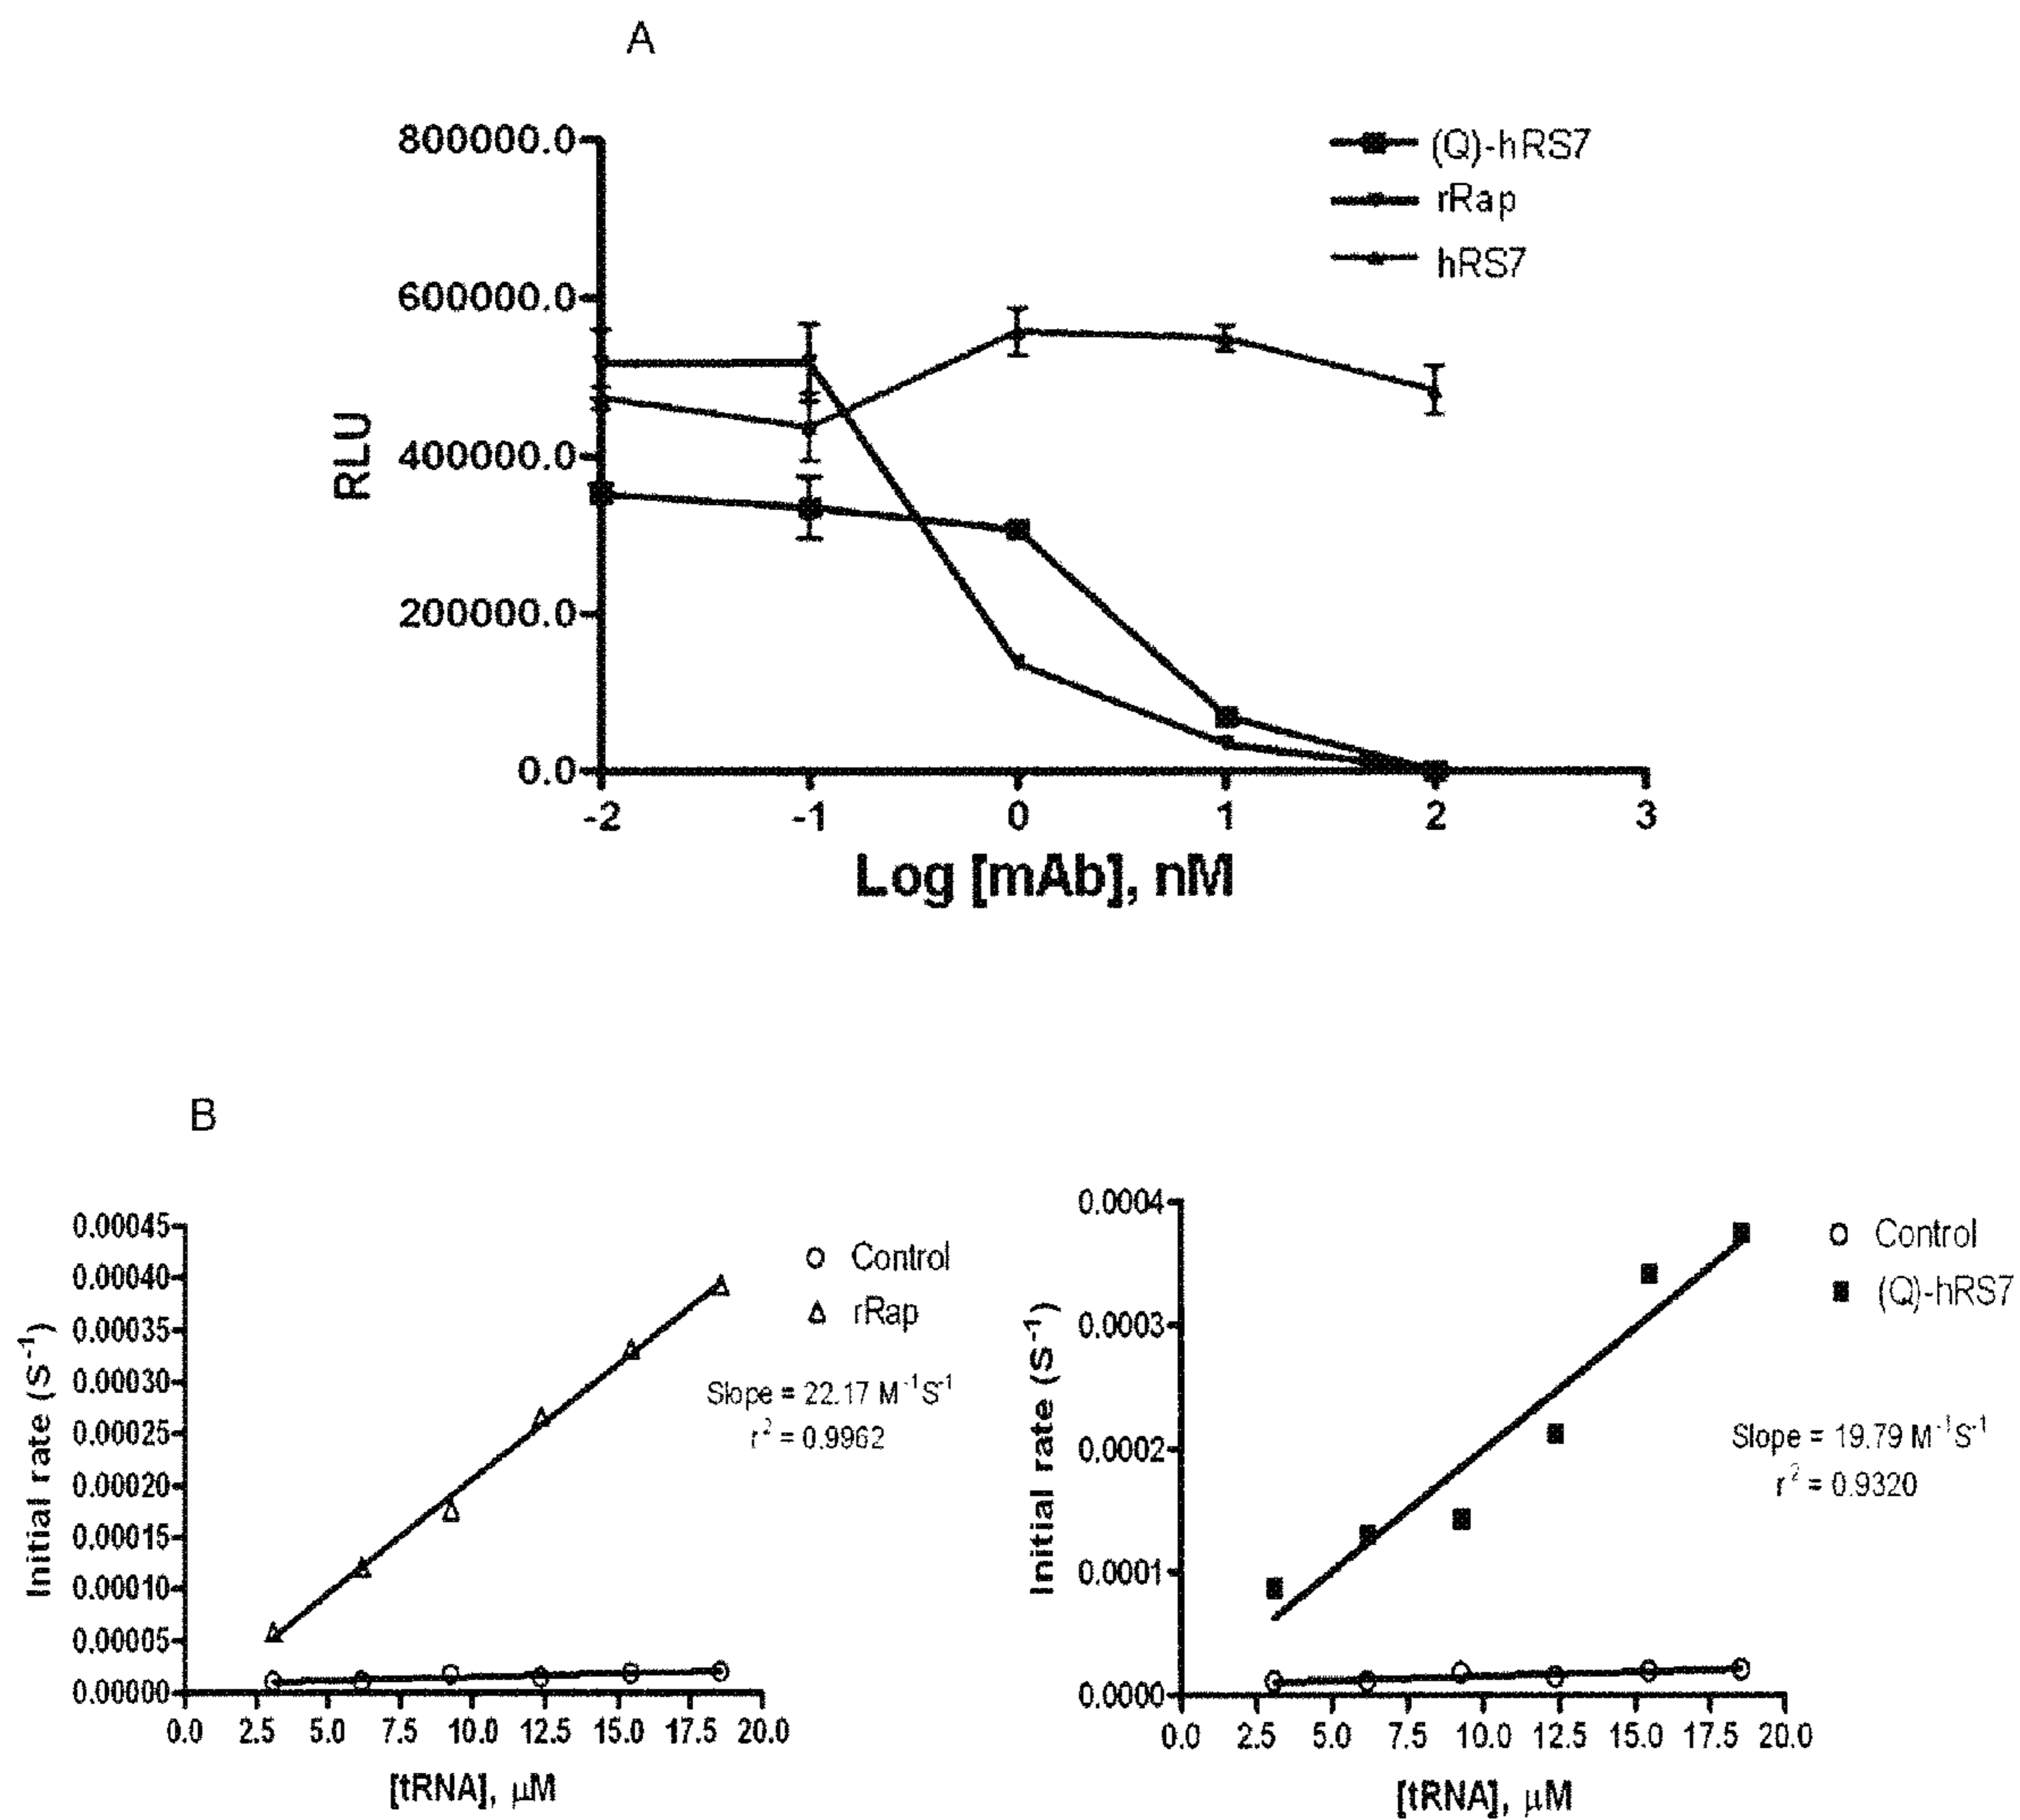 A
800000.0
600000.0
400000.0
200000.0
0.0
RLU
-2 -1 0 1 2 3
Log [mAb], nM
(Q)-hRS7
rRap
hRS7
B
0.00045
0.00040
0.00035
0.00030
0.00025
0.00020
0.00015
0.00010
0.00005
0.00000
Initial rate (S⁻¹)
0.0 2.5 5.0 7.5 10.0 12.5 15.0 17.5 20.0
[tRNA], µM
Control
rRap
Slope = 22.17 M⁻¹S⁻¹
r² = 0.9962
0.0004
0.0003
0.0002
0.0001
0.0000
Initial rate (S⁻¹)
0.0 2.5 5.0 7.5 10.0 12.5 15.0 17.5 20.0
[tRNA], µM
Control
(Q)-hRS7
Slope = 19.79 M⁻¹S⁻¹
r² = 0.9320